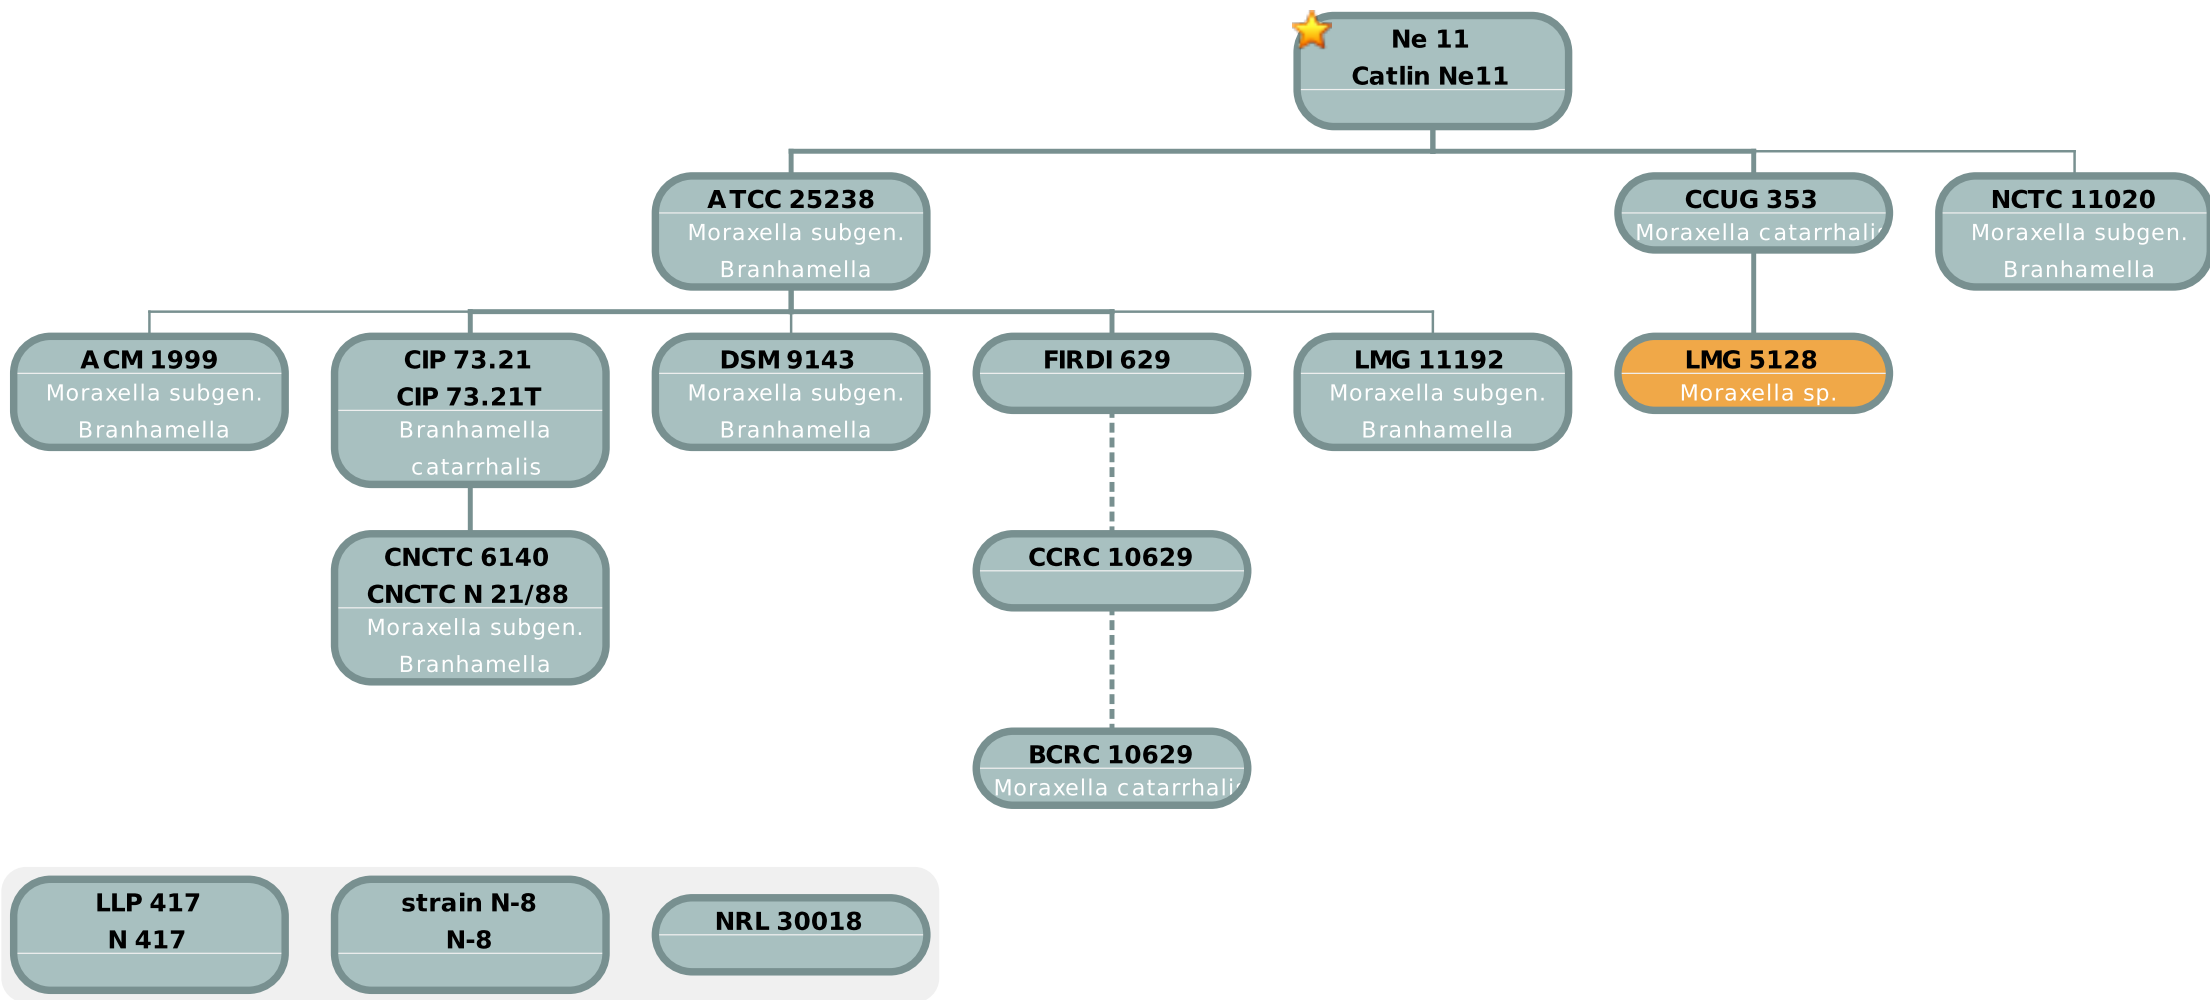 Ne 11
Catlin Ne11
ATCC 25238
Moraxella subgen.
Branhamella
CCUG 353
Moraxella catarrhalis
NCTC 11020
Moraxella subgen.
Branhamella
ACM 1999
Moraxella subgen.
Branhamella
CIP 73.21
CIP 73.21T
Branhamella
catarrhalis
DSM 9143
Moraxella subgen.
Branhamella
FIRDI 629
LMG 11192
Moraxella subgen.
Branhamella
LMG 5128
Moraxella sp.
CNCTC 6140
CNCTC N 21/88
Moraxella subgen.
Branhamella
CCRC 10629
BCRC 10629
Moraxella catarrhalis
LLP 417
N 417
strain N-8
N-8
NRL 30018